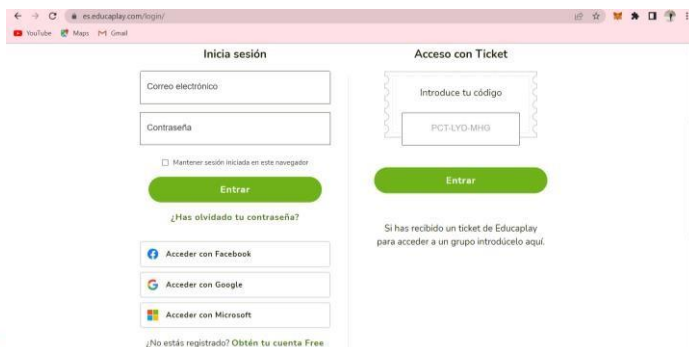 es.educaplay.com/login/
YouTube Maps Gmail
Inicia sesión
Correo electrónico
Contraseña
Mantener sesión iniciada en este navegador
Entrar
¿Has olvidado tu contraseña?
Acceder con Facebook
Acceder con Google
Acceder con Microsoft
¿No estás registrado? Obtén tu cuenta Free
Acceso con Ticket
Introduce tu código
PCT-LYD-MHG
Entrar
Si has recibido un ticket de Educaplay
para acceder a un grupo introdúcelo aquí.